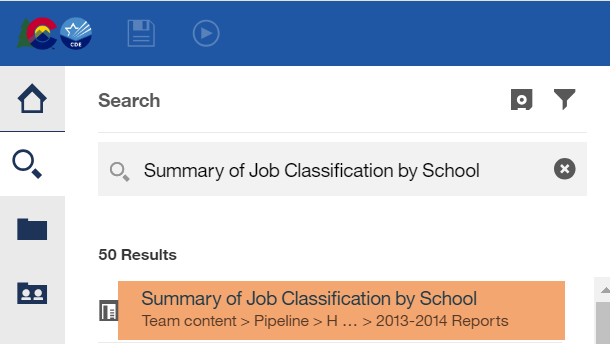 CDE
Search
Summary of Job Classification by School
50 Results
Summary of Job Classification by School
Team content > Pipeline > H ... > 2013-2014 Reports